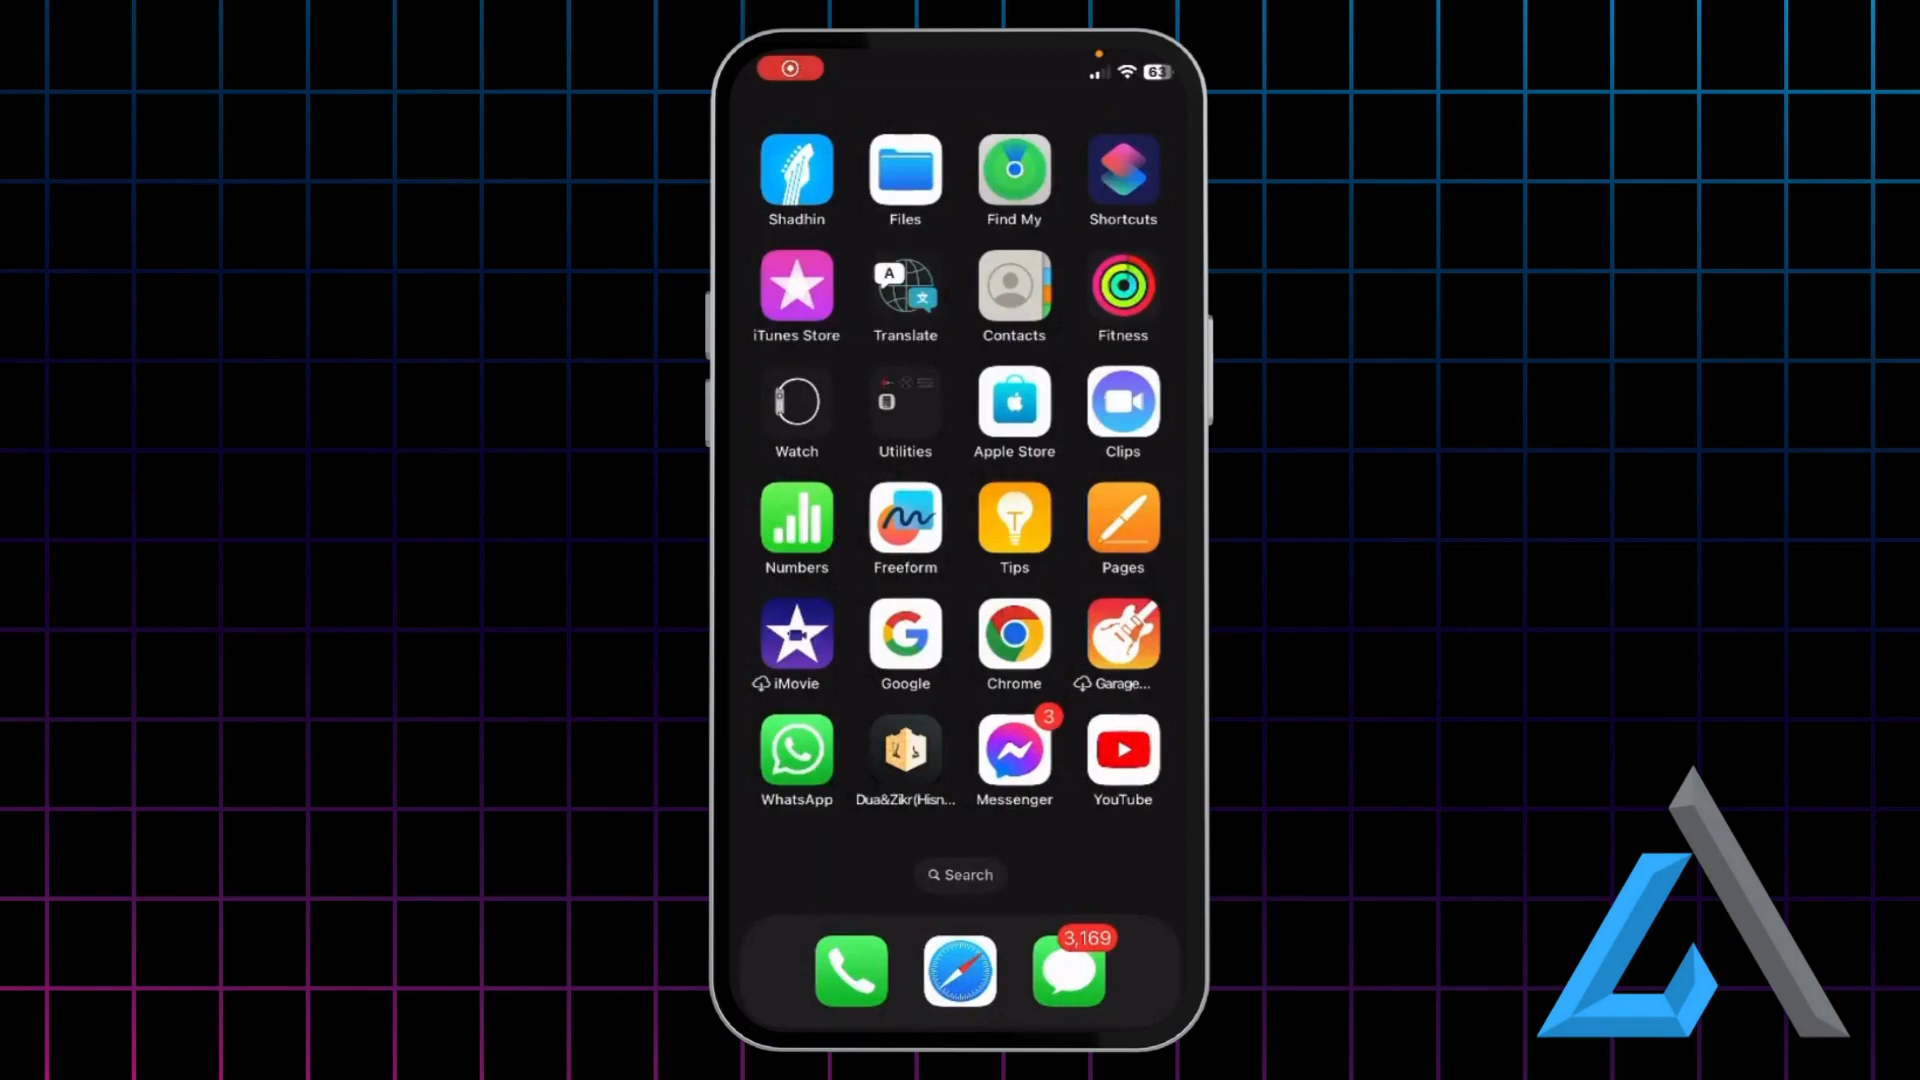 63
Shadhin Files Find My Shortcuts
A 文
iTunes Store Translate Contacts Fitness
Watch Utilities Apple Store Clips
Numbers Freeform Tips Pages
G
iMovie Google Chrome Garage...
3
WhatsApp Dua&Zikr(Hisn... Messenger YouTube
Search
3,169